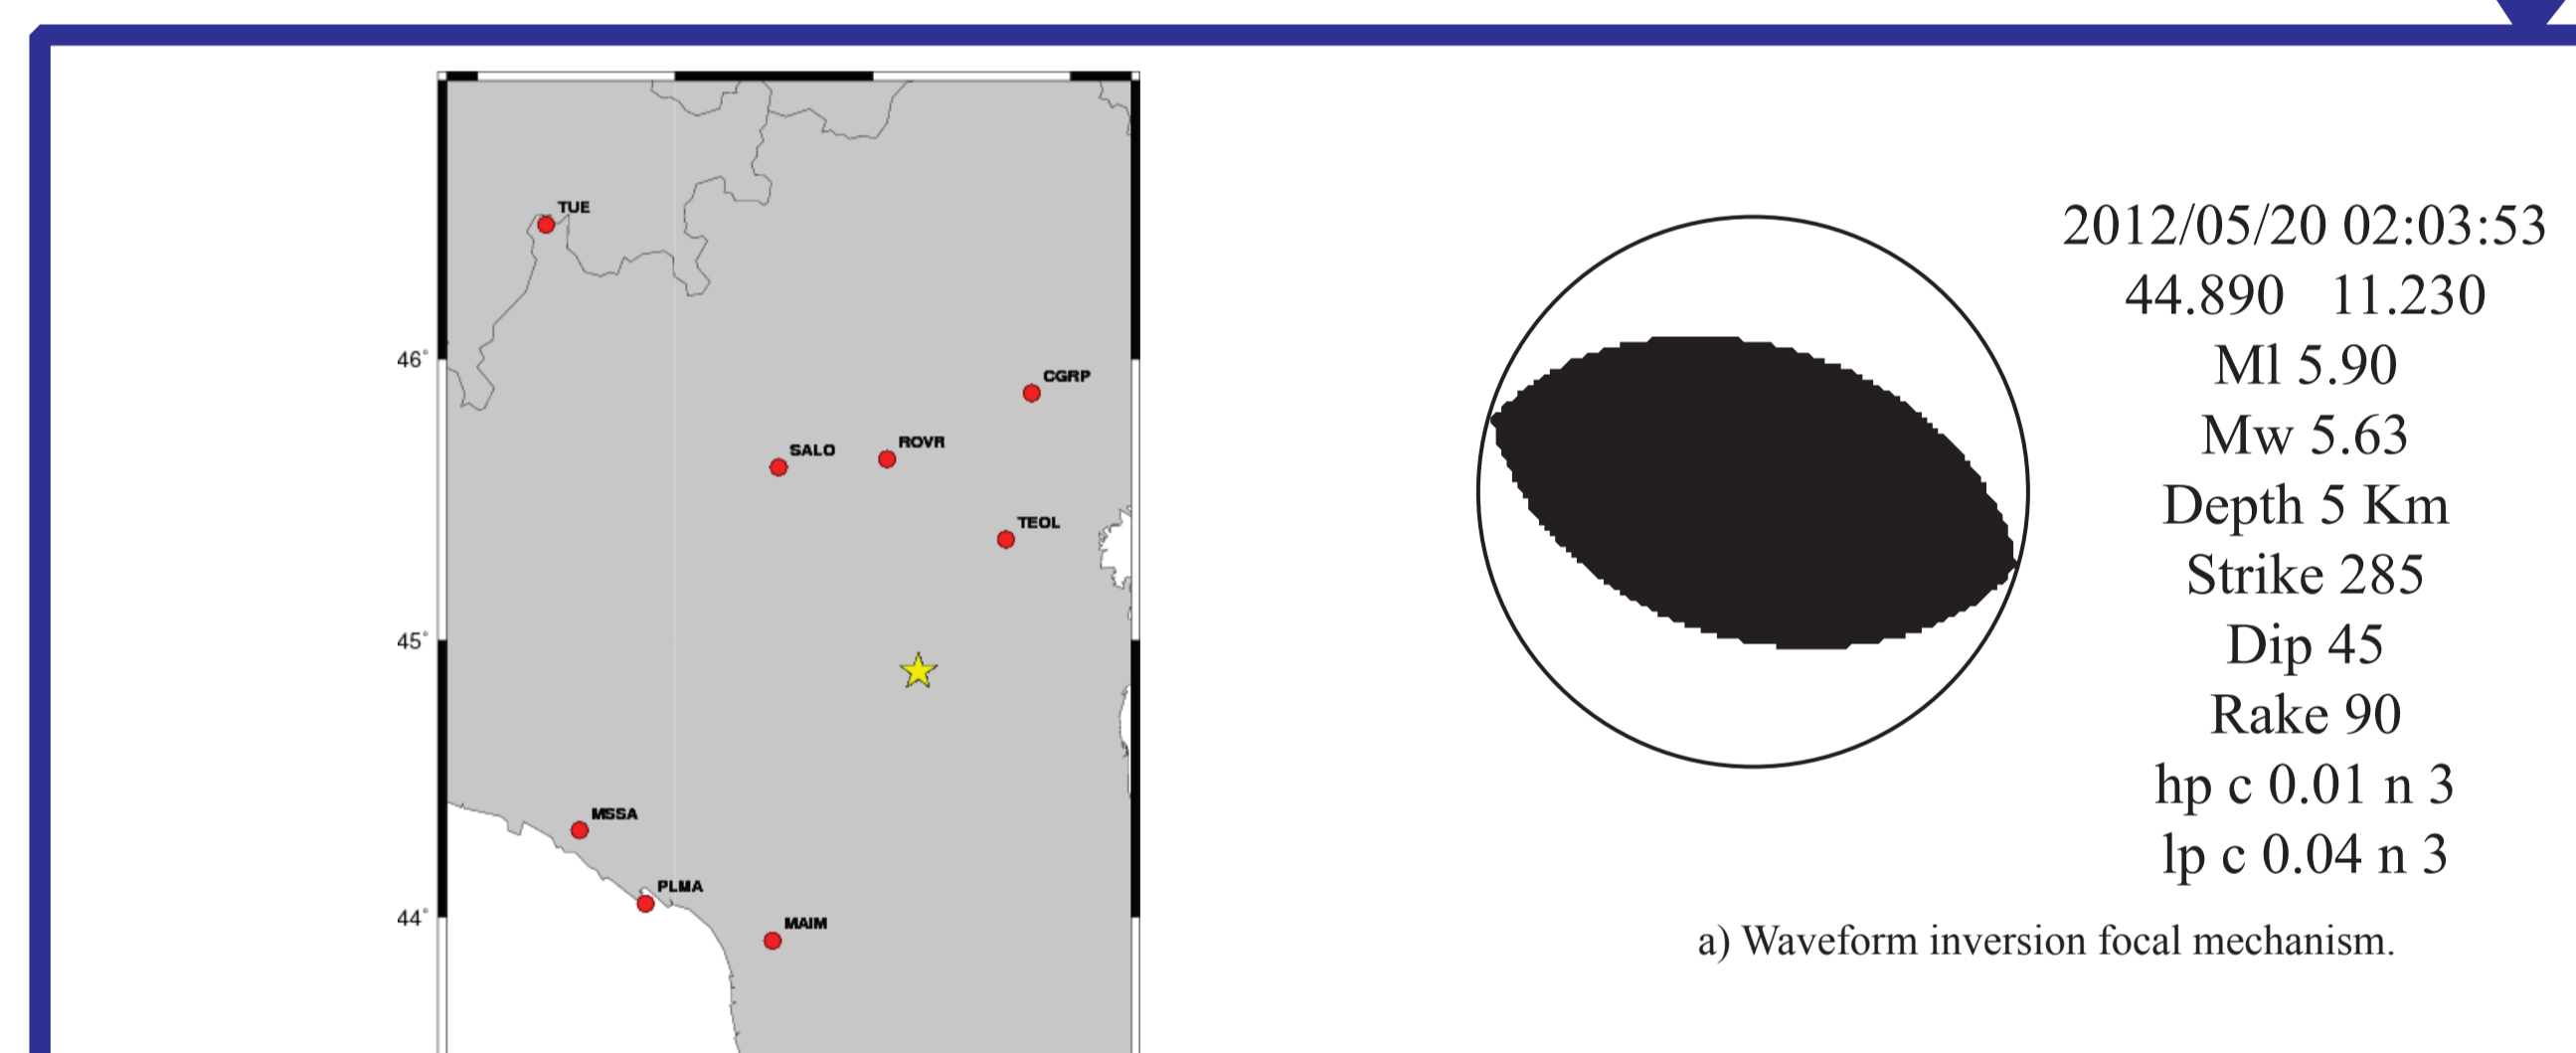 TUE
46°
CGRP
SALO
ROVR
TEOL
45°
MSSA
PLMA
44°
MAIM
2012/05/20 02:03:53
44.890 11.230
Ml 5.90
Mw 5.63
Depth 5 Km
Strike 285
Dip 45
Rake 90
hp c 0.01 n 3
lp c 0.04 n 3
a) Waveform inversion focal mechanism.